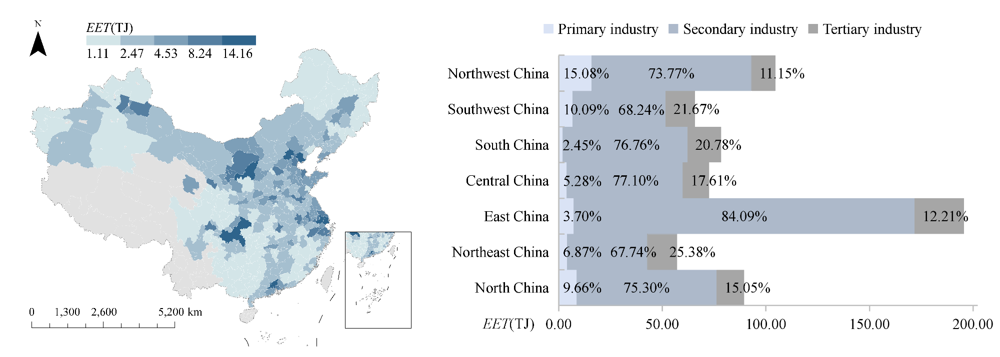 N
EET(TJ)
1.11 2.47 4.53 8.24 14.16
0 1,300 2,600 5,200 km
Primary industry Secondary industry Tertiary industry
Northwest China 15.08% 73.77% 11.15%
Southwest China 10.09% 68.24% 21.67%
South China 2.45% 76.76% 20.78%
Central China 5.28% 77.10% 17.61%
East China 3.70% 84.09% 12.21%
Northeast China 6.87% 67.74% 25.38%
North China 9.66% 75.30% 15.05%
EET(TJ) 0.00 50.00 100.00 150.00 200.00